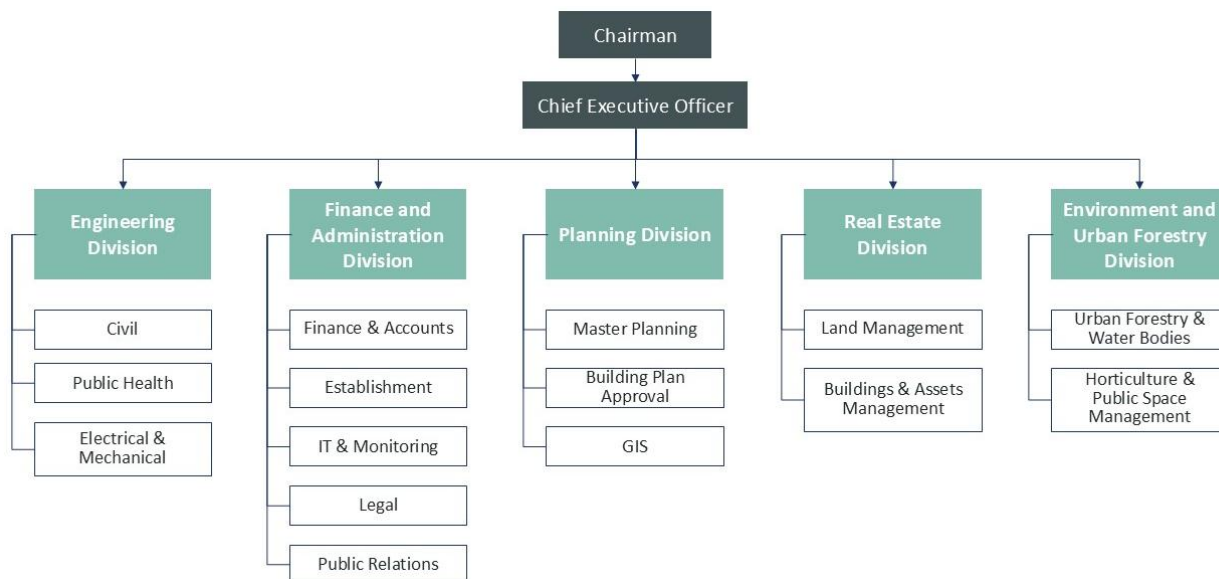 Chairman
Chief Executive Officer
Engineering
Division
Civil
Public Health
Electrical &
Mechanical
Finance and
Administration
Division
Finance & Accounts
Establishment
IT & Monitoring
Legal
Public Relations
Planning Division
Master Planning
Building Plan
Approval
GIS
Real Estate
Division
Land Management
Buildings & Assets
Management
Environment and
Urban Forestry
Division
Urban Forestry &
Water Bodies
Horticulture &
Public Space
Management